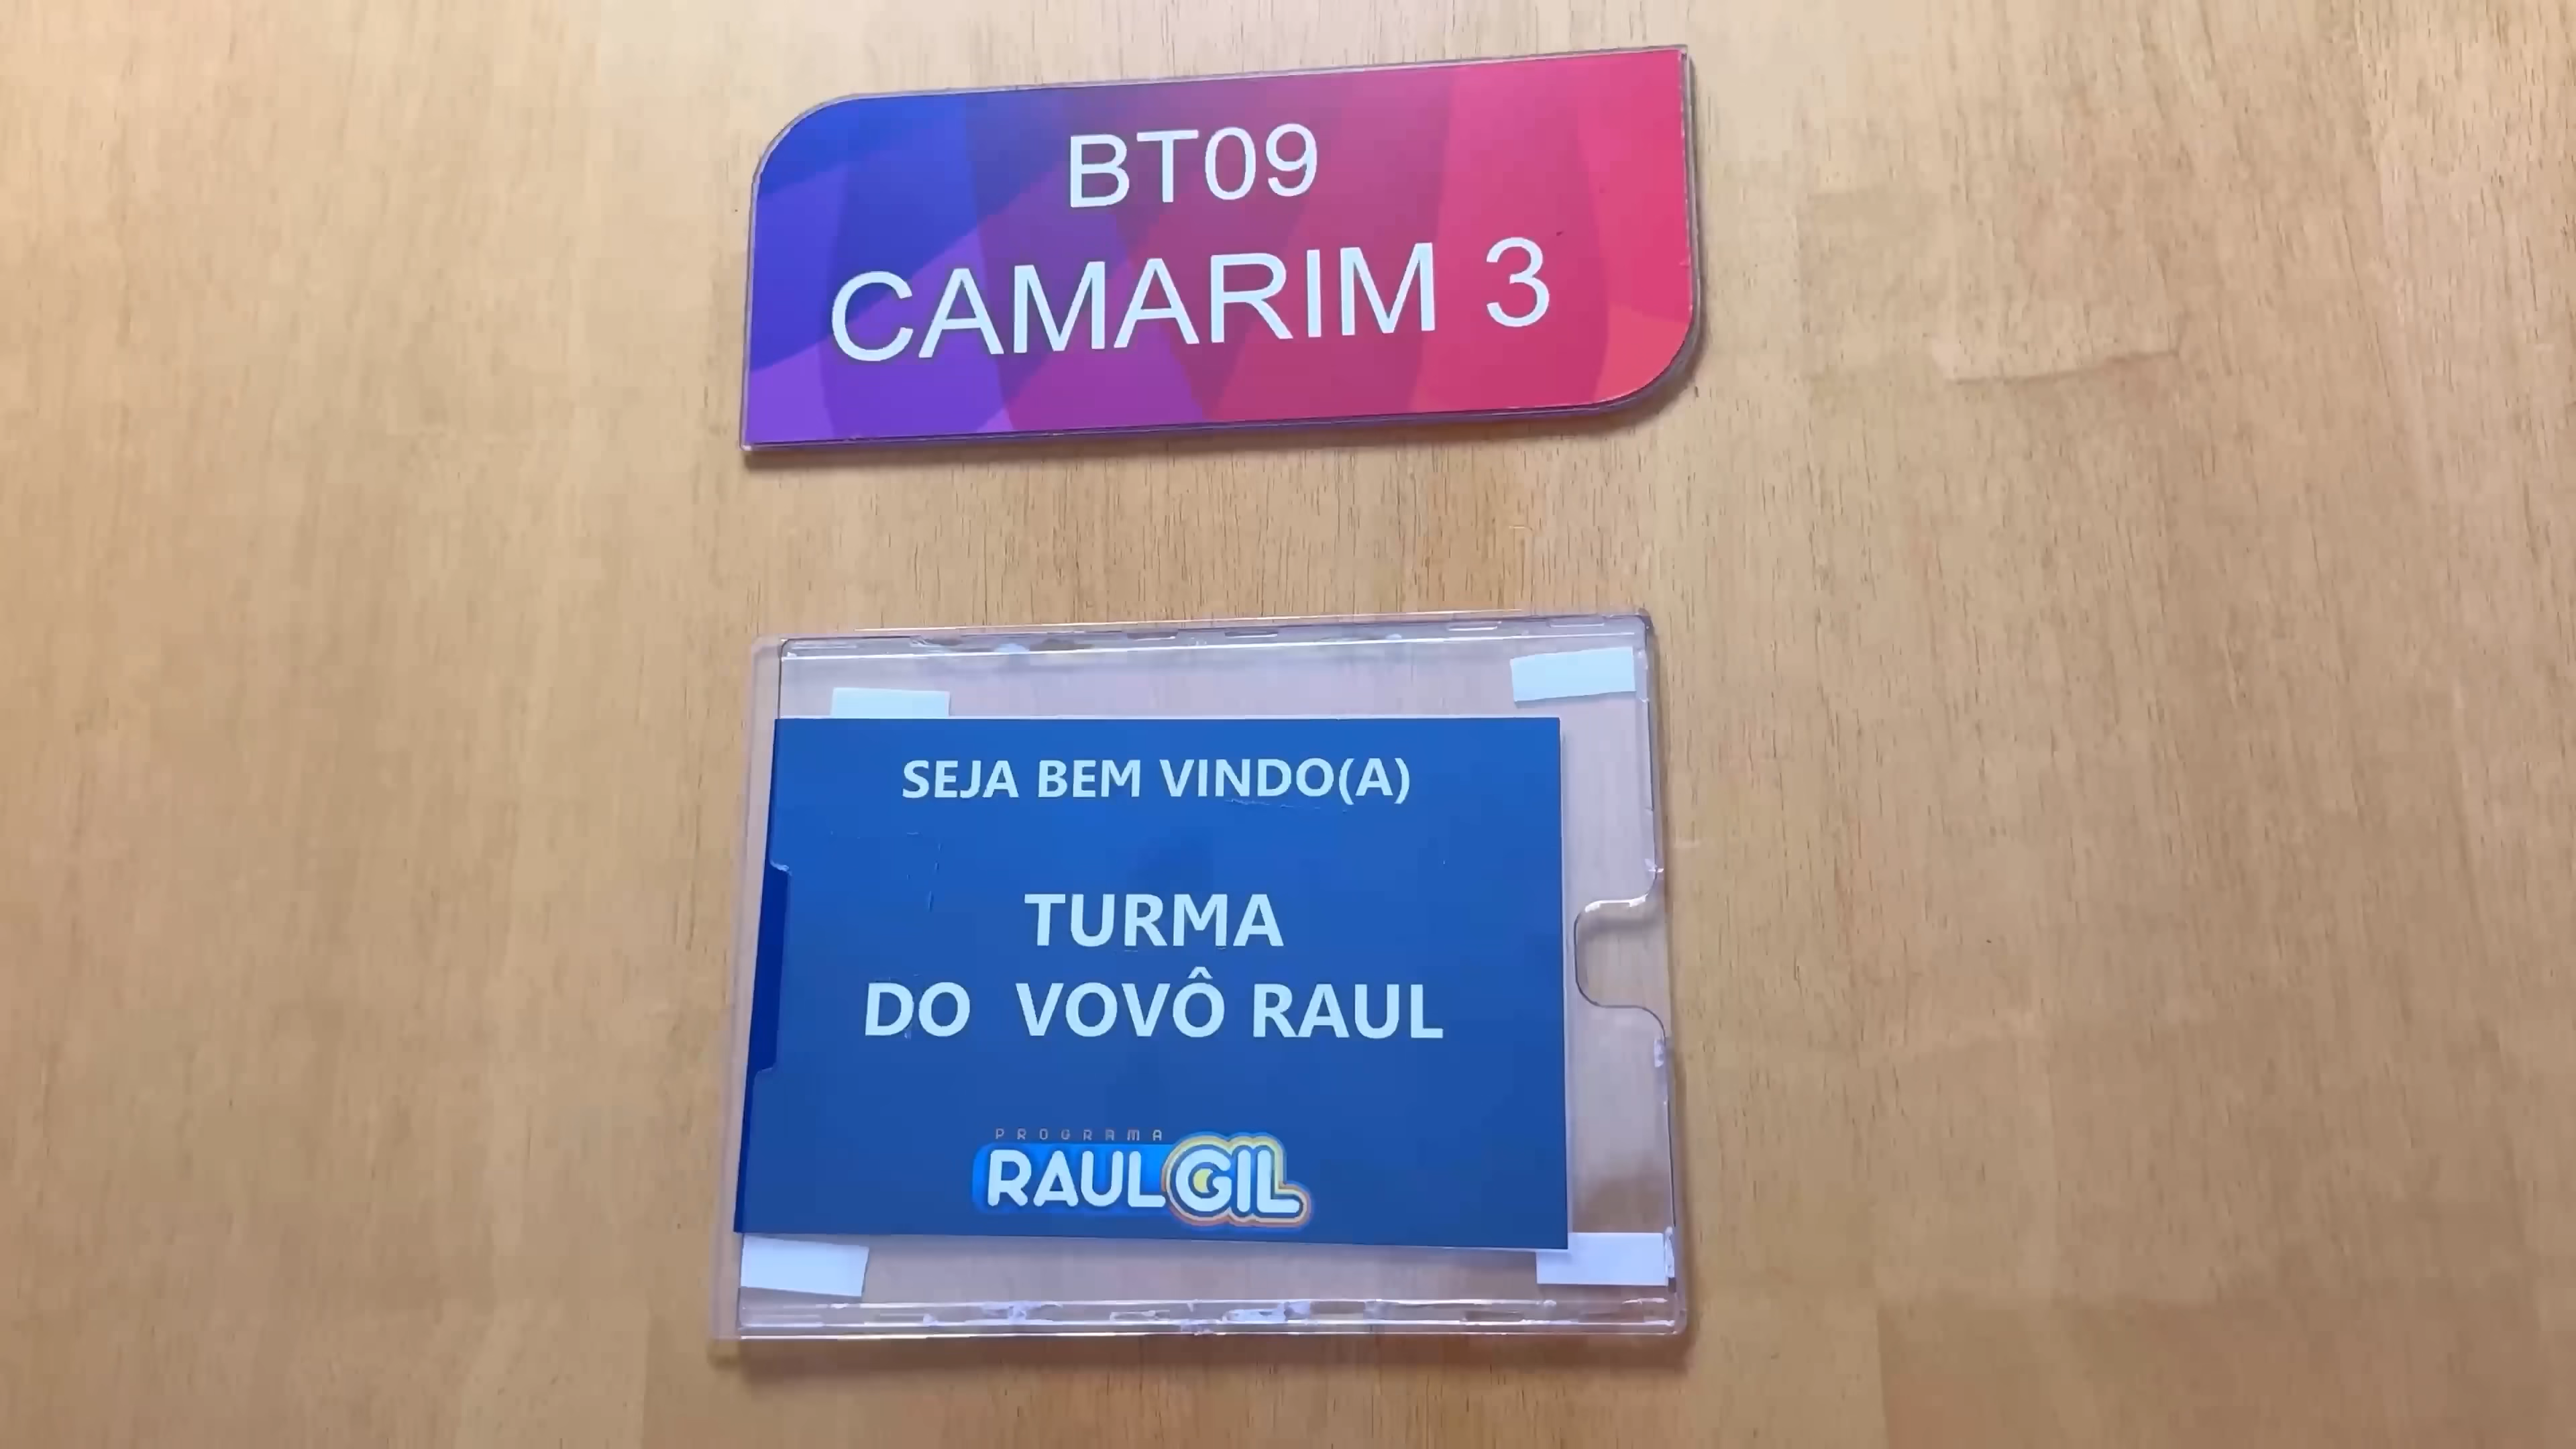 BT09
CAMARIM 3
SEJA BEM VINDO(A)
TURMA
DO VOVÔ RAUL
PROGRAMA
RAUL GIL